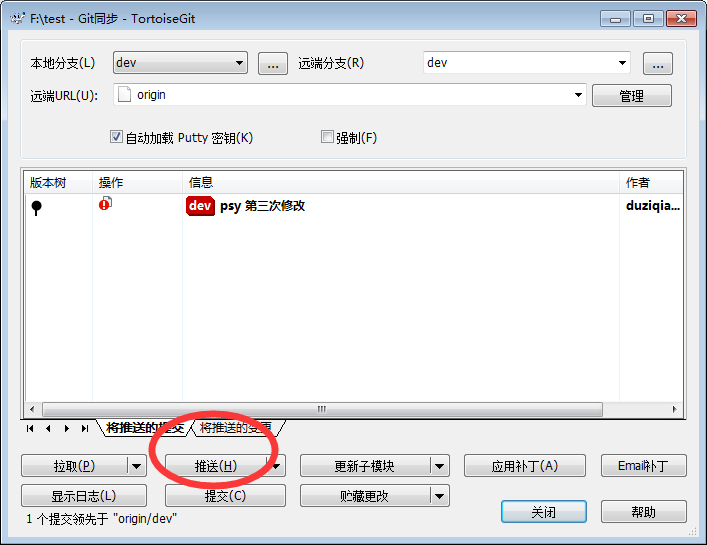 F:\test - Git同步 - TortoiseGit
本地分支(L) dev ... 远端分支(R) dev ...
远端URL(U): origin 管理
自动加载 Putty 密钥(K) 强制(F)
版本树 操作 信息 作者
dev psy 第三次修改 duziqia...
将推送的提交 将推送的变更
拉取(P) 推送(H) 更新子模块 应用补丁(A) Email补丁
显示日志(L) 提交(C) 贮藏更改 关闭 帮助
1 个提交领先于 "origin/dev"